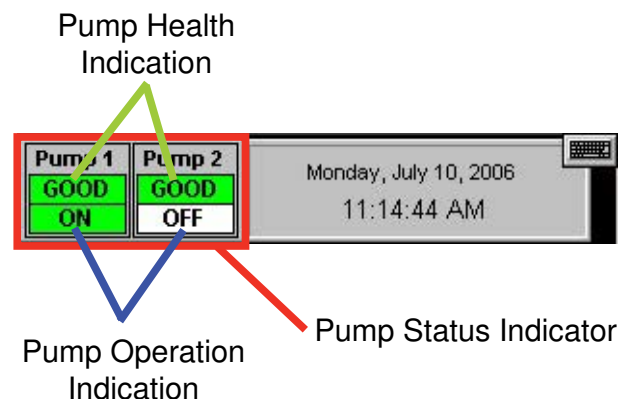 Pump Health
Indication
Pump 1
Pump 2
GOOD
GOOD
ON
OFF
Monday, July 10, 2006
11:14:44 AM
Pump Status Indicator
Pump Operation
Indication